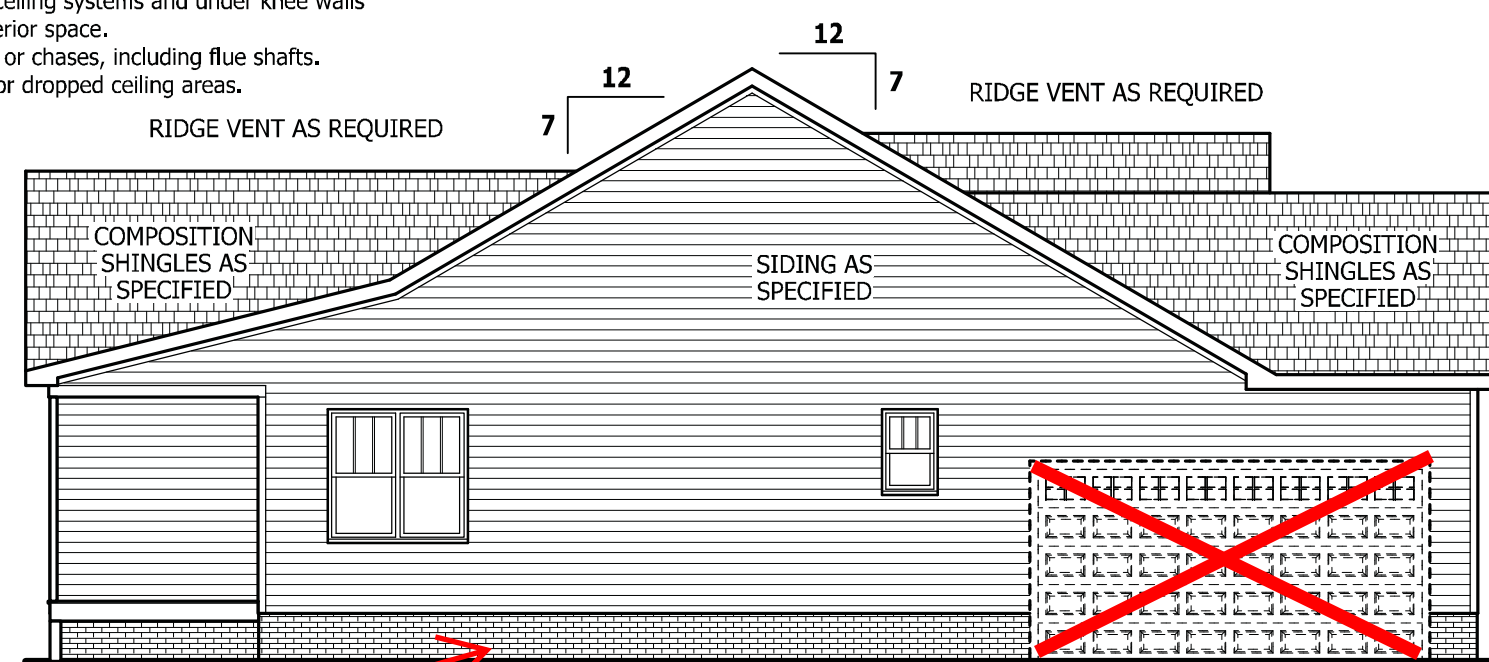 ceiling systems and under knee walls
erior space.
or chases, including flue shafts.
or dropped ceiling areas.
12
7
12
7
RIDGE VENT AS REQUIRED
RIDGE VENT AS REQUIRED
COMPOSITION
SHINGLES AS
SPECIFIED
SIDING AS
SPECIFIED
COMPOSITION
SHINGLES AS
SPECIFIED